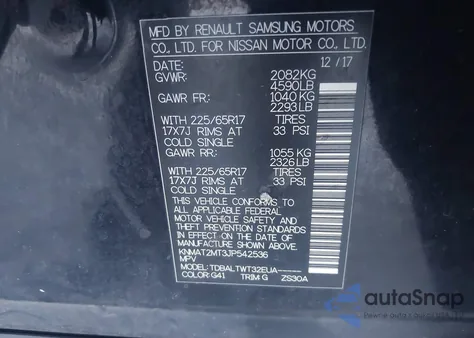 MFD BY RENAULT SAMSUNG MOTORS
CO. LTD. FOR NISSAN MOTOR CO., LTD.
DATE: 12/17
GVWR: 2082KG
4590LB
GAWR FR: 1040 KG
2293LB
WITH 225/65R17 TIRES
17X7J RIMS AT 33 PSI
COLD SINGLE
GAWR RR: 1055 KG
2326LB
WITH 225/65R17 TIRES
17X7J RIMS AT 33 PSI
COLD SINGLE
THIS VEHICLE CONFORMS TO
ALL APPLICABLE FEDERAL
MOTOR VEHICLE SAFETY AND
THEFT PREVENTION STANDARDS
IN EFFECT ON THE DATE OF
MANUFACTURE SHOWN ABOVE.
KNMAT2MT3JP542536
MPV
MODEL: TDBALTWT32EUA-----
COLOR: G41 TRIM: G ZS30A
autoSnap